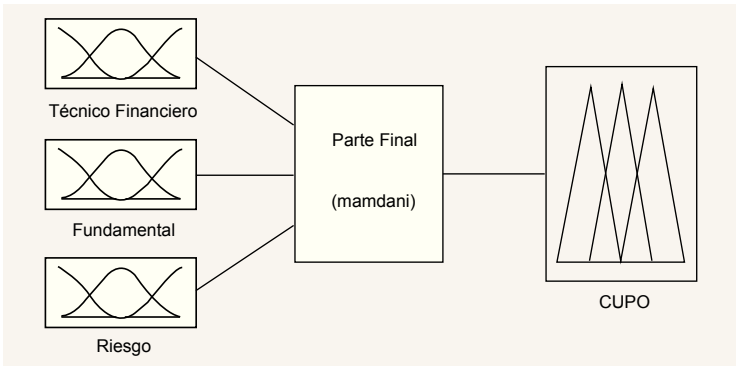 Técnico Financiero
Fundamental
Riesgo
Parte Final
(mamdani)
CUPO